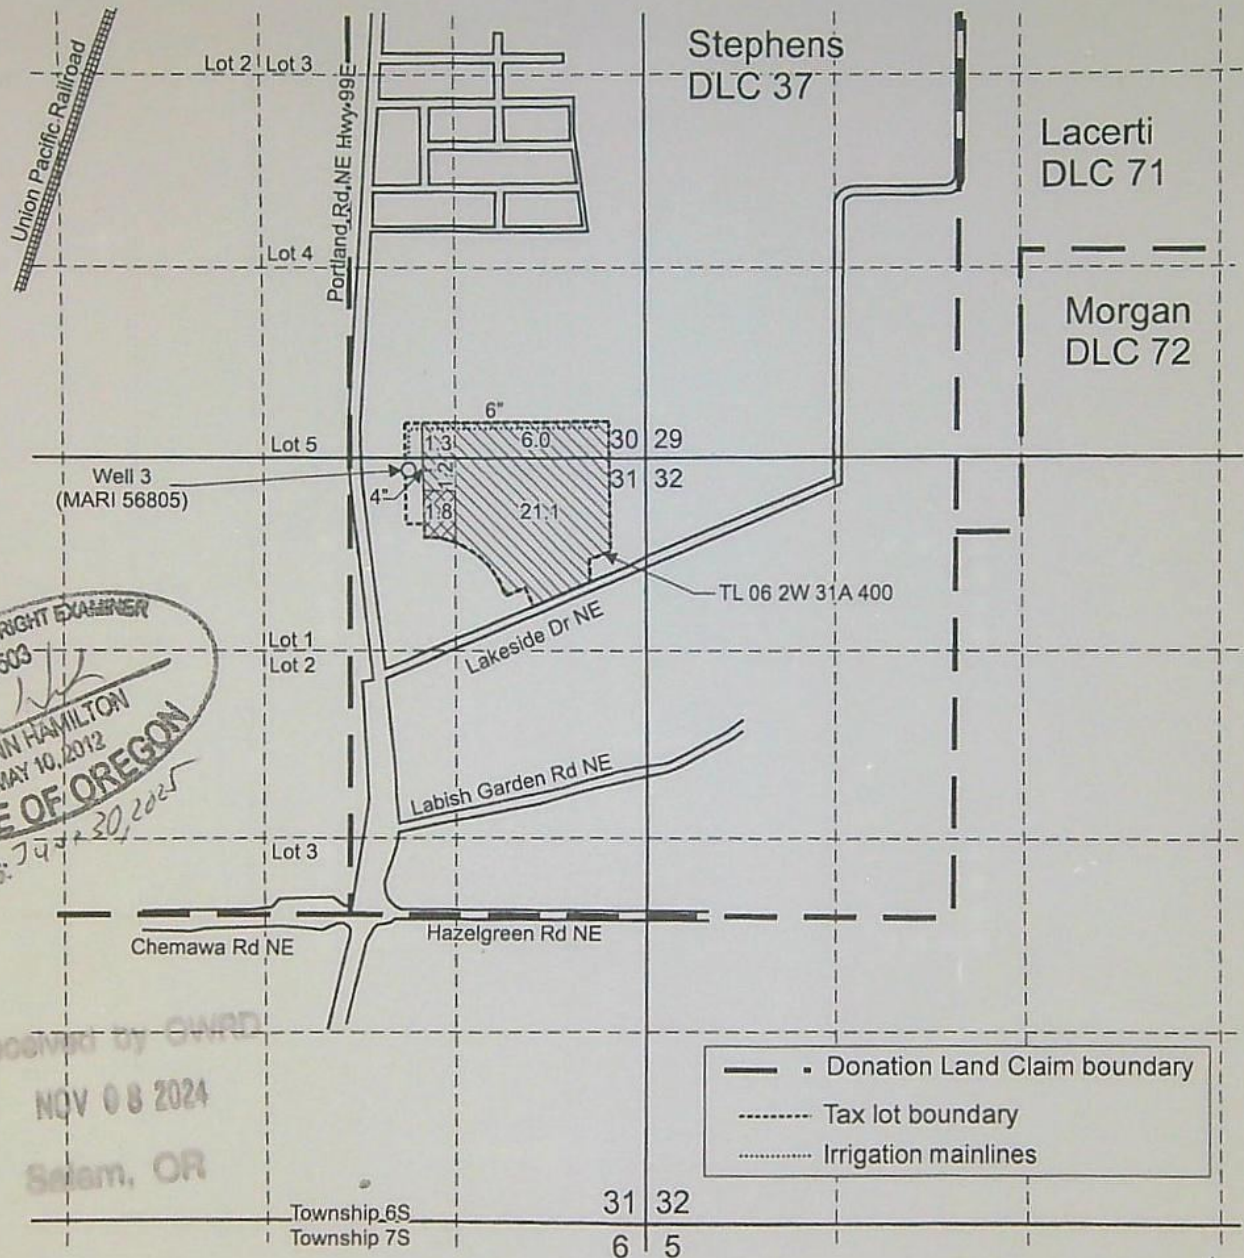 Stephens
DLC 37
Lot 2 Lot 3
Union Pacific Railroad
Portland Rd NE Hwy 99E
Lacerti
DLC 71
Lot 4
Morgan
DLC 72
6"
Lot 5
1.3
6.0
30 29
31 32
Well 3
(MARI 56805)
4"
1.2
1.8
21.1
TL 06 2W 31A 400
RIGHT EXAMINER
603
HAMILTON
MAY 10, 2012
OF OREGON
30, 2025
Lot 1
Lot 2
Lakeside Dr NE
Labish Garden Rd NE
Lot 3
Chemawa Rd NE
Hazelgreen Rd NE
by OWRD
NOV 08 2024
Salem, OR
Donation Land Claim boundary
Tax lot boundary
Irrigation mainlines
Township 6S
Township 7S
31 32
6 5